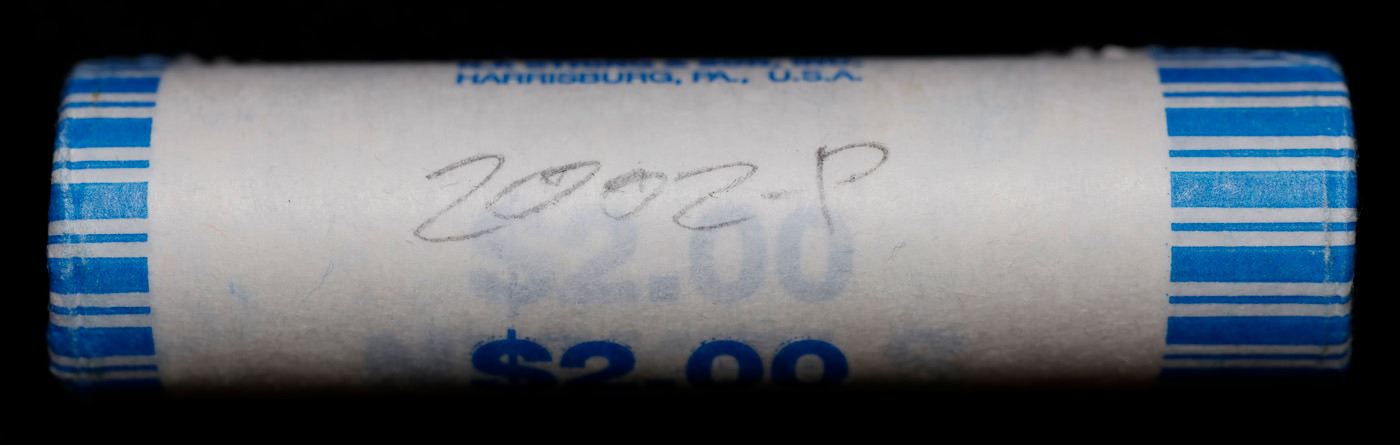 HARRISBURG, PA., U.S.A.
2002-P
$2.00
$2.00